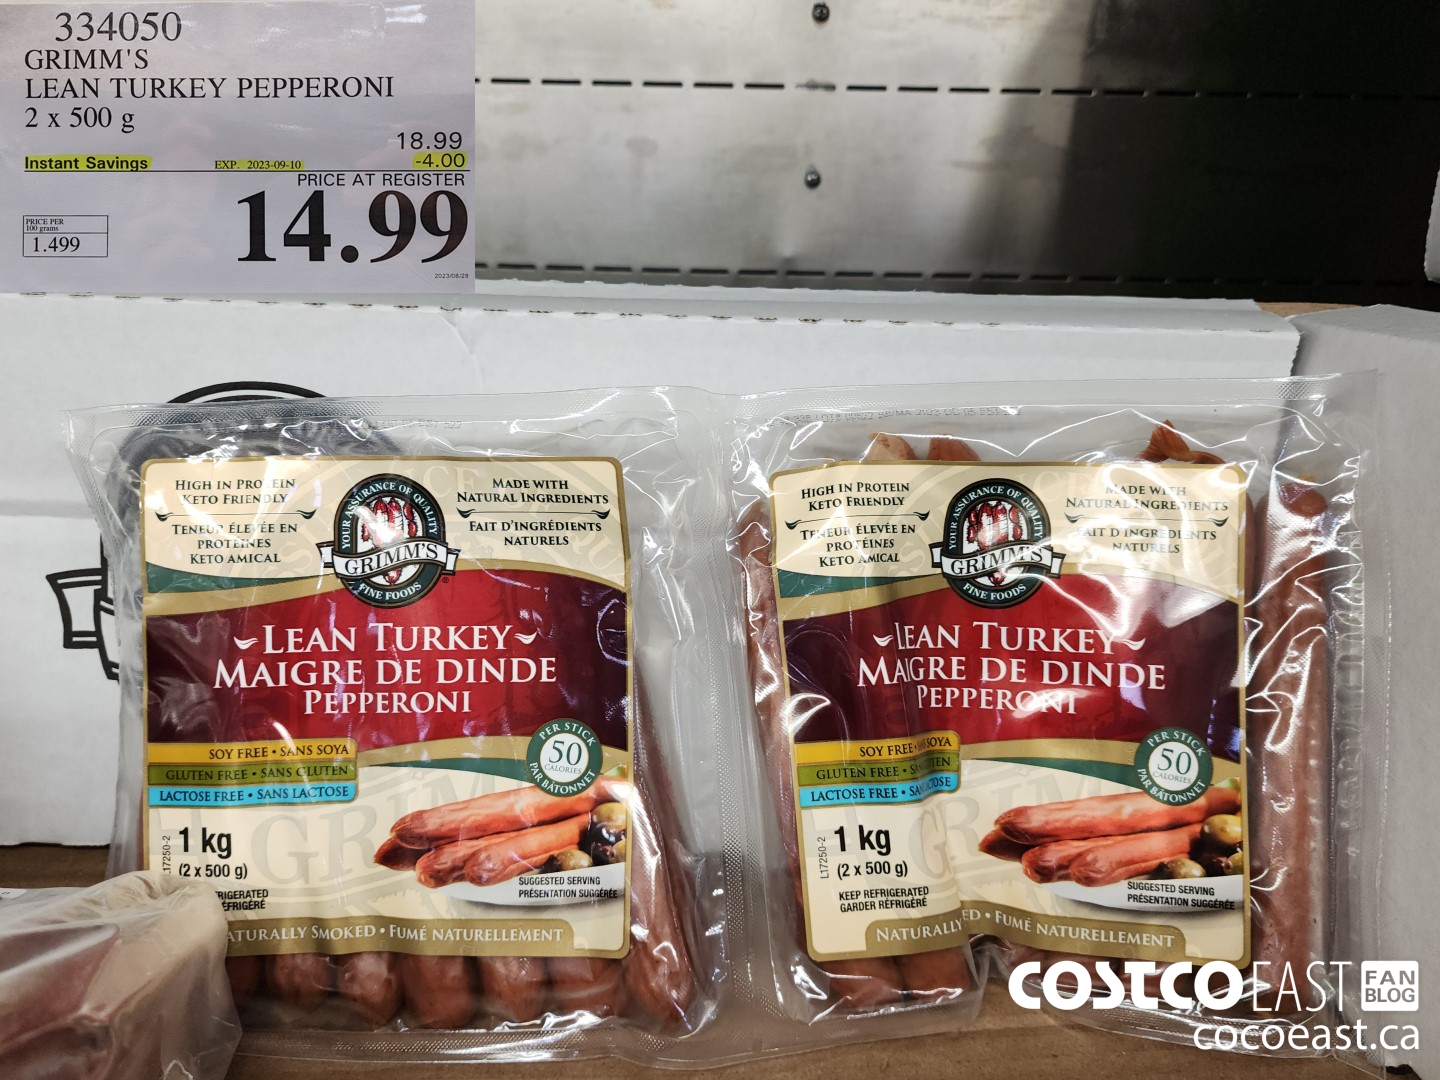 334050
GRIMM'S
LEAN TURKEY PEPPERONI
2 x 500 g
18.99
Instant Savings EXP. 2023-09-10 -4.00
PRICE AT REGISTER
14.99
PRICE PER
100 grams
1.499
2023/08/28
HIGH IN PROTEIN
KETO FRIENDLY
TENEUR ÉLEVÉE EN
PROTÉINES
KETO AMICAL
YOUR ASSURANCE OF QUALITY
GRIMM'S
FINE FOODS
®
MADE WITH
NATURAL INGREDIENTS
FAIT D'INGRÉDIENTS
NATURELS
LEAN TURKEY
MAIGRE DE DINDE
PEPPERONI
SOY FREE • SANS SOYA
GLUTEN FREE • SANS GLUTEN
LACTOSE FREE • SANS LACTOSE
PER STICK
50
CALORIES
PAR BÂTONNET
L17250-2
1 kg
(2 x 500 g)
SUGGESTED SERVING
PRÉSENTATION SUGGÉRÉE
SMOKED • FUMÉ NATURELLEMENT
HIGH IN PROTEIN
KETO FRIENDLY
TENEUR ÉLEVÉE EN
PROTÉINES
KETO AMICAL
YOUR ASSURANCE OF QUALITY
GRIMM'S
FINE FOODS
MADE WITH
NATURAL INGREDIENTS
FAIT D'INGRÉDIENTS
NATURELS
LEAN TURKEY
MAIGRE DE DINDE
PEPPERONI
SOY FREE • SOYA
GLUTEN FREE •
LACTOSE FREE •
PER STICK
50
CALORIES
PAR BÂTONNET
L17250-2
1 kg
(2 x 500 g)
KEEP REFRIGERATED
GARDER RÉFRIGÉRÉ
SUGGESTED SERVING
PRÉSENTATION SUGGÉRÉE
NATURALLY • FUMÉ NATURELLEMENT
COSTCO EAST FAN BLOG
cocoeast.ca